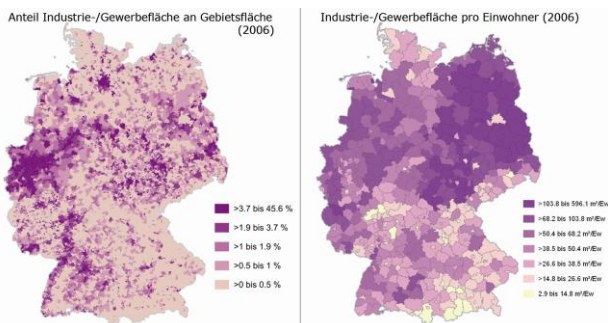 Anteil Industrie-/Gewerbefläche an Gebietsfläche
(2006)
>3.7 bis 45.6 %
>1.9 bis 3.7 %
>1 bis 1.9 %
>0.5 bis 1 %
>0 bis 0.5 %
Industrie-/Gewerbefläche pro Einwohner (2006)
>103.8 bis 596.1 m²/Ew
>68.2 bis 103.8 m²/Ew
>50.4 bis 68.2 m²/Ew
>38.5 bis 50.4 m²/Ew
>26.6 bis 38.5 m²/Ew
>14.8 bis 26.6 m²/Ew
2.9 bis 14.8 m²/Ew